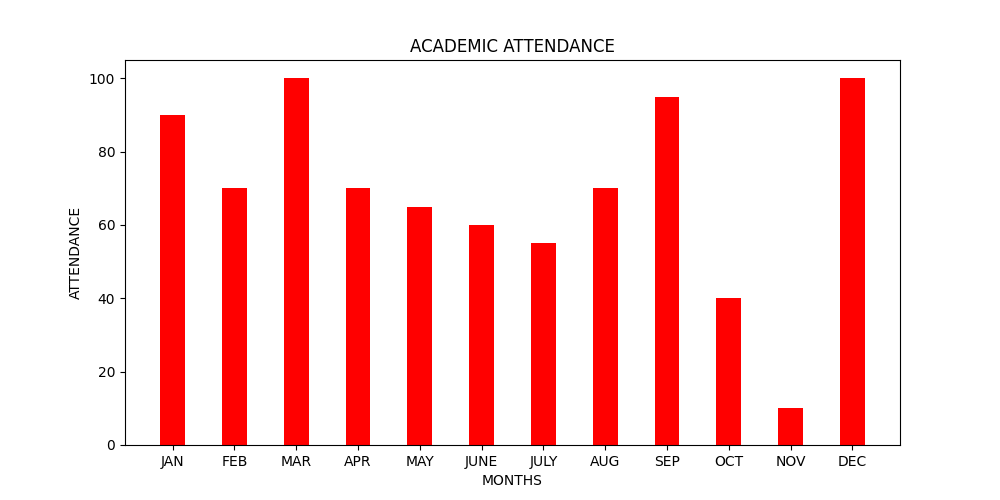 ACADEMIC ATTENDANCE
100
80
60
40
20
0
ATTENDANCE
JAN FEB MAR APR MAY JUNE JULY AUG SEP OCT NOV DEC
MONTHS